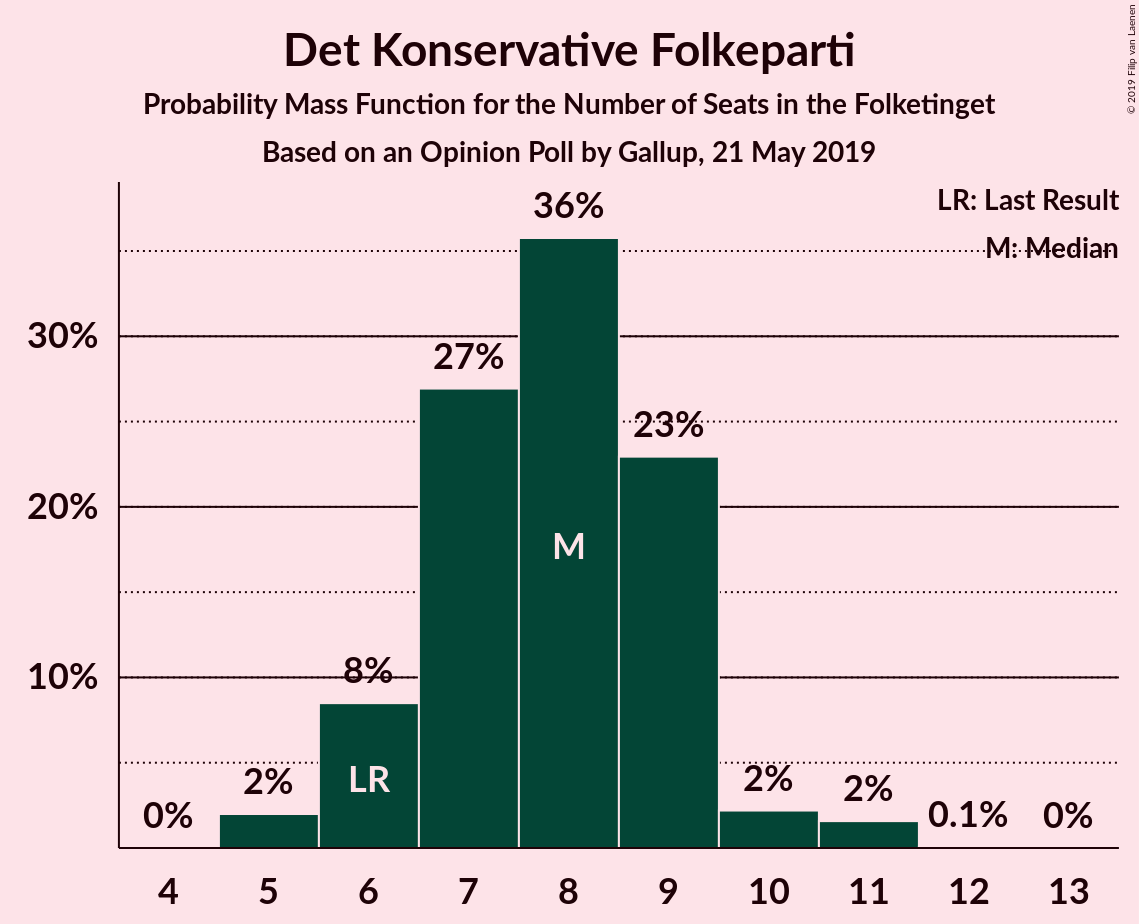 Det Konservative Folkeparti
Probability Mass Function for the Number of Seats in the Folketinget
Based on an Opinion Poll by Gallup, 21 May 2019
© 2019 Filip van Laenen
LR: Last Result
M: Median
36%
30%
27%
23%
20%
M
10%
8%
LR
0%
2%
2%
2%
0.1%
0%
4 5 6 7 8 9 10 11 12 13